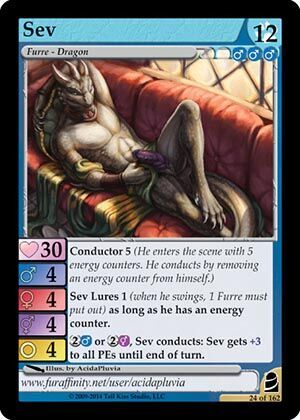 Sev
12
Furre - Dragon
30
Conductor 5 (He enters the scene with 5
energy counters. He conducts by removing
an energy counter from himself.)
4
Sev Lures 1 (when he swings, 1 Furre must
put out) as long as he has an energy
counter.
4
4
2♂ or 2⚥, Sev conducts: Sev gets +3
to all PEs until end of turn.
4
Illus. by AcidaPluvia
www.furaffinity.net/user/acidapluvia
© 2009-2018 Tail Kiss Studio, LLC
24 of 162